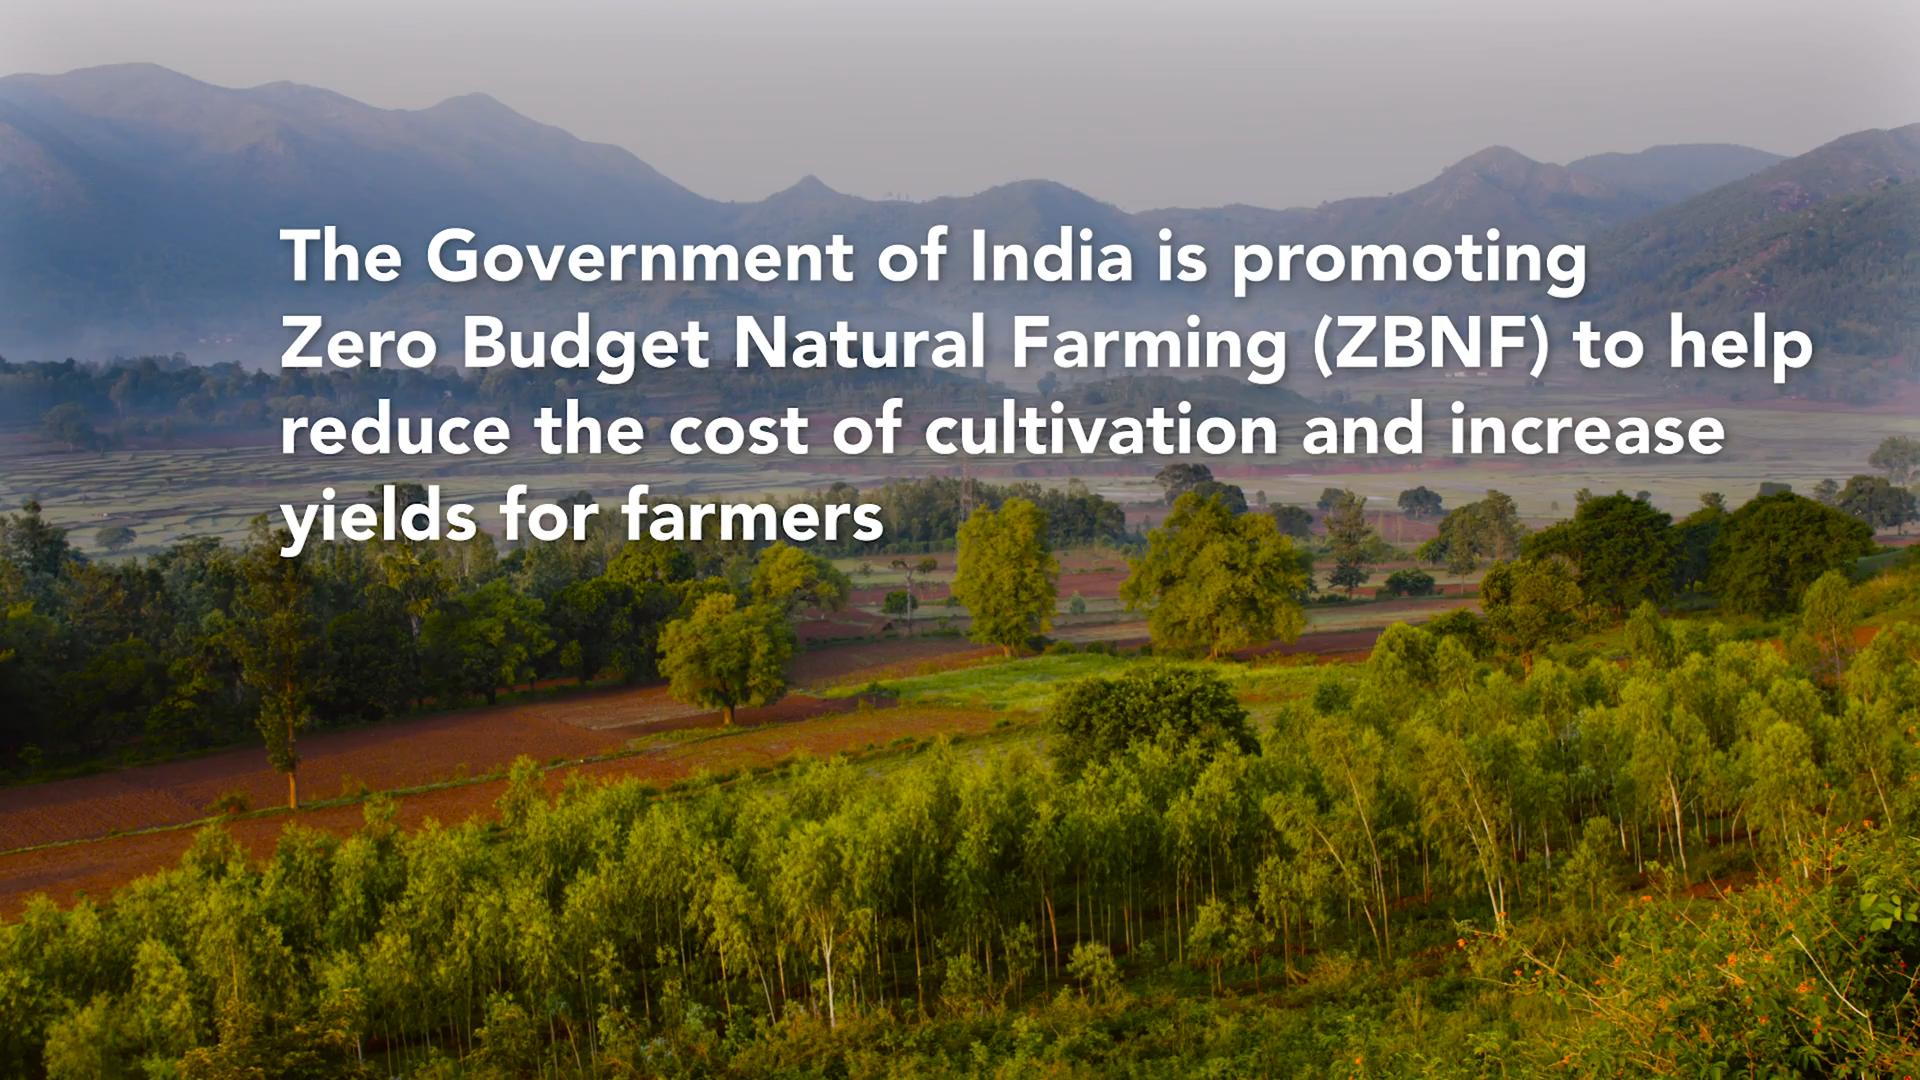 The Government of India is promoting
Zero Budget Natural Farming (ZBNF) to help
reduce the cost of cultivation and increase
yields for farmers